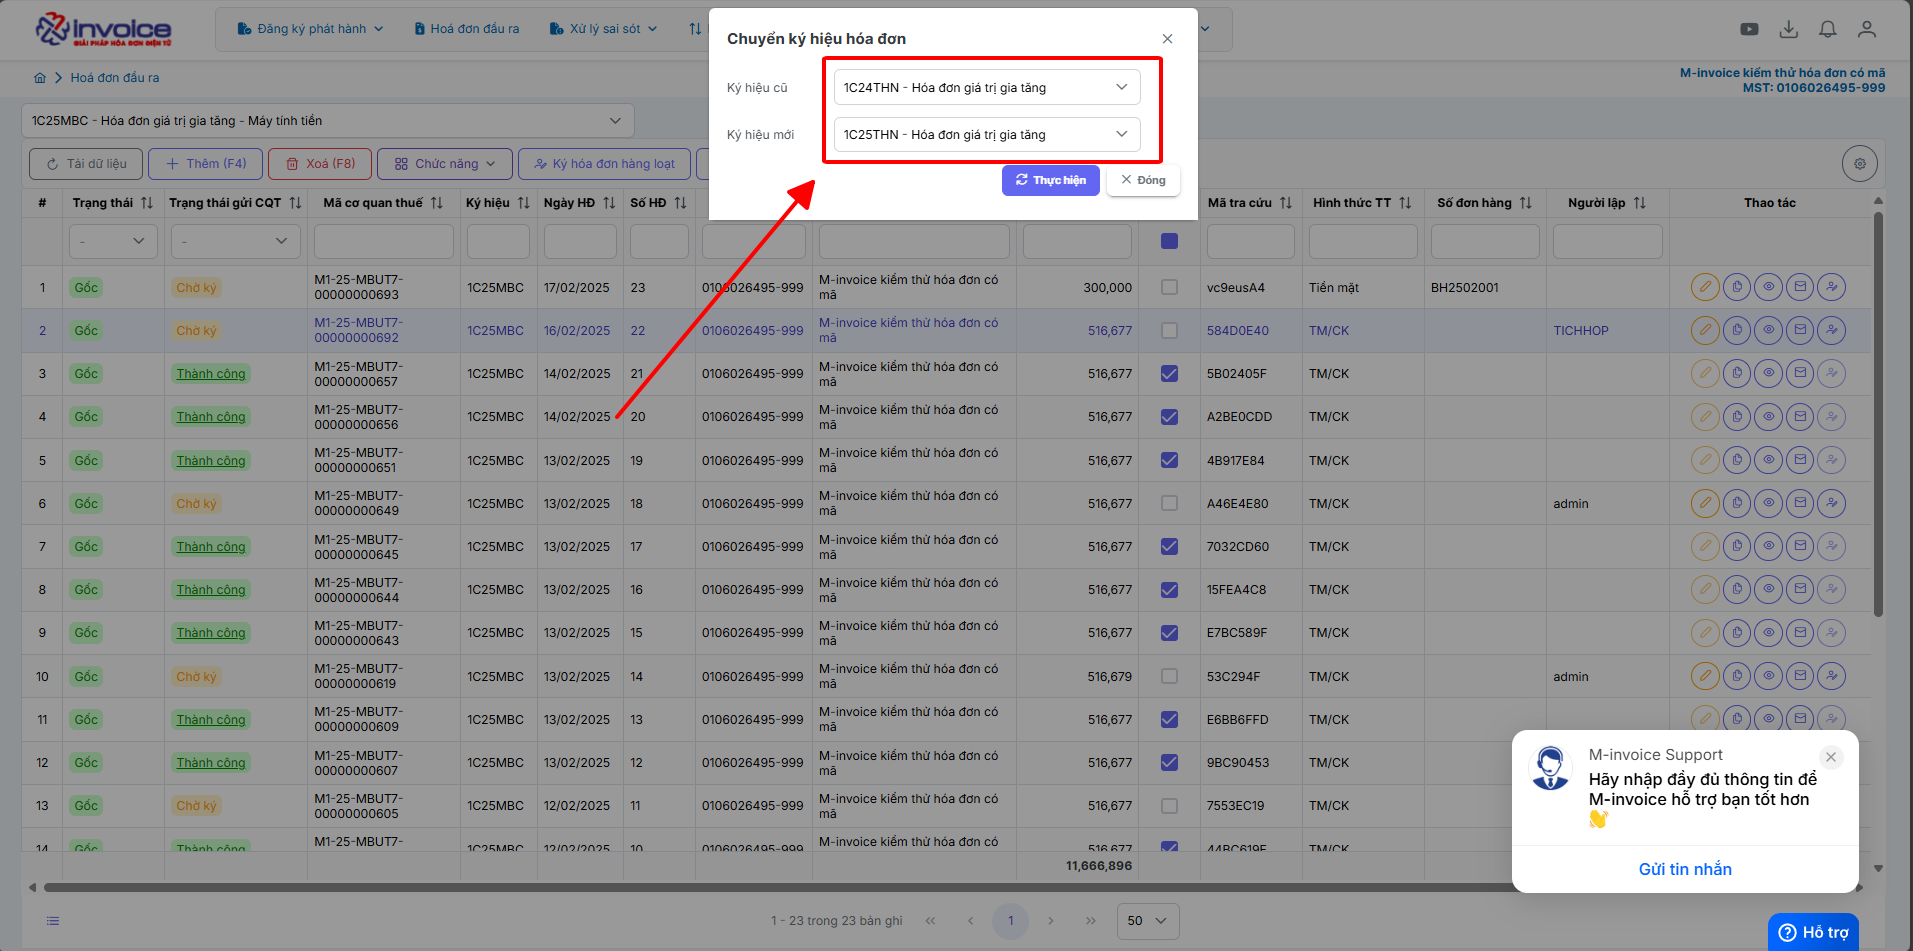 invoice
GIẢI PHÁP HÓA ĐƠN ĐIỆN TỬ
Đăng ký phát hành
Hoá đơn đầu ra
Xử lý sai sót
Hoá đơn đầu ra
M-invoice kiểm thử hóa đơn có mã
MST: 0106026495-999
Chuyển ký hiệu hóa đơn
Ký hiệu cũ
1C24THN - Hóa đơn giá trị gia tăng
Ký hiệu mới
1C25THN - Hóa đơn giá trị gia tăng
Thực hiện
Đóng
1C25MBC - Hóa đơn giá trị gia tăng - Máy tính tiền
Tải dữ liệu
Thêm (F4)
Xoá (F8)
Chức năng
Ký hóa đơn hàng loạt
# Trạng thái Trạng thái gửi CQT Mã cơ quan thuế Ký hiệu Ngày HĐ Số HĐ Mã tra cứu Hình thức TT Số đơn hàng Người lập Thao tác
- -
1 Gốc Chờ ký M1-25-MBUT7-00000000693 1C25MBC 17/02/2025 23 0106026495-999 M-invoice kiểm thử hóa đơn có mã 300,000 vc9eusA4 Tiền mặt BH2502001
2 Gốc Chờ ký M1-25-MBUT7-00000000692 1C25MBC 16/02/2025 22 0106026495-999 M-invoice kiểm thử hóa đơn có mã 516,677 584D0E40 TM/CK TICHHOP
3 Gốc Thành công M1-25-MBUT7-00000000657 1C25MBC 14/02/2025 21 0106026495-999 M-invoice kiểm thử hóa đơn có mã 516,677 5B02405F TM/CK
4 Gốc Thành công M1-25-MBUT7-00000000656 1C25MBC 14/02/2025 20 0106026495-999 M-invoice kiểm thử hóa đơn có mã 516,677 A2BE0CDD TM/CK
5 Gốc Thành công M1-25-MBUT7-00000000651 1C25MBC 13/02/2025 19 0106026495-999 M-invoice kiểm thử hóa đơn có mã 516,677 4B917E84 TM/CK
6 Gốc Chờ ký M1-25-MBUT7-00000000649 1C25MBC 13/02/2025 18 0106026495-999 M-invoice kiểm thử hóa đơn có mã 516,677 A46E4E80 TM/CK admin
7 Gốc Thành công M1-25-MBUT7-00000000645 1C25MBC 13/02/2025 17 0106026495-999 M-invoice kiểm thử hóa đơn có mã 516,677 7032CD60 TM/CK
8 Gốc Thành công M1-25-MBUT7-00000000644 1C25MBC 13/02/2025 16 0106026495-999 M-invoice kiểm thử hóa đơn có mã 516,677 15FEA4C8 TM/CK
9 Gốc Thành công M1-25-MBUT7-00000000643 1C25MBC 13/02/2025 15 0106026495-999 M-invoice kiểm thử hóa đơn có mã 516,677 E7BC589F TM/CK
10 Gốc Chờ ký M1-25-MBUT7-00000000619 1C25MBC 13/02/2025 14 0106026495-999 M-invoice kiểm thử hóa đơn có mã 516,679 53C294F TM/CK admin
11 Gốc Thành công M1-25-MBUT7-00000000609 1C25MBC 13/02/2025 13 0106026495-999 M-invoice kiểm thử hóa đơn có mã 516,677 E6BB6FFD TM/CK
12 Gốc Thành công M1-25-MBUT7-00000000607 1C25MBC 13/02/2025 12 0106026495-999 M-invoice kiểm thử hóa đơn có mã 516,677 9BC90453 TM/CK
13 Gốc Chờ ký M1-25-MBUT7-00000000605 1C25MBC 12/02/2025 11 0106026495-999 M-invoice kiểm thử hóa đơn có mã 516,677 7553EC19 TM/CK
14 Gốc Thành công M1-25-MBUT7- 1C25MBC 12/02/2025 10 0106026495-999 M-invoice kiểm thử hóa đơn có 516,677 44BC619F TM/CK
11,666,896
1 - 23 trong 23 bản ghi
1
50
M-invoice Support
Hãy nhập đầy đủ thông tin để
M-invoice hỗ trợ bạn tốt hơn
Gửi tin nhắn
Hỗ trợ